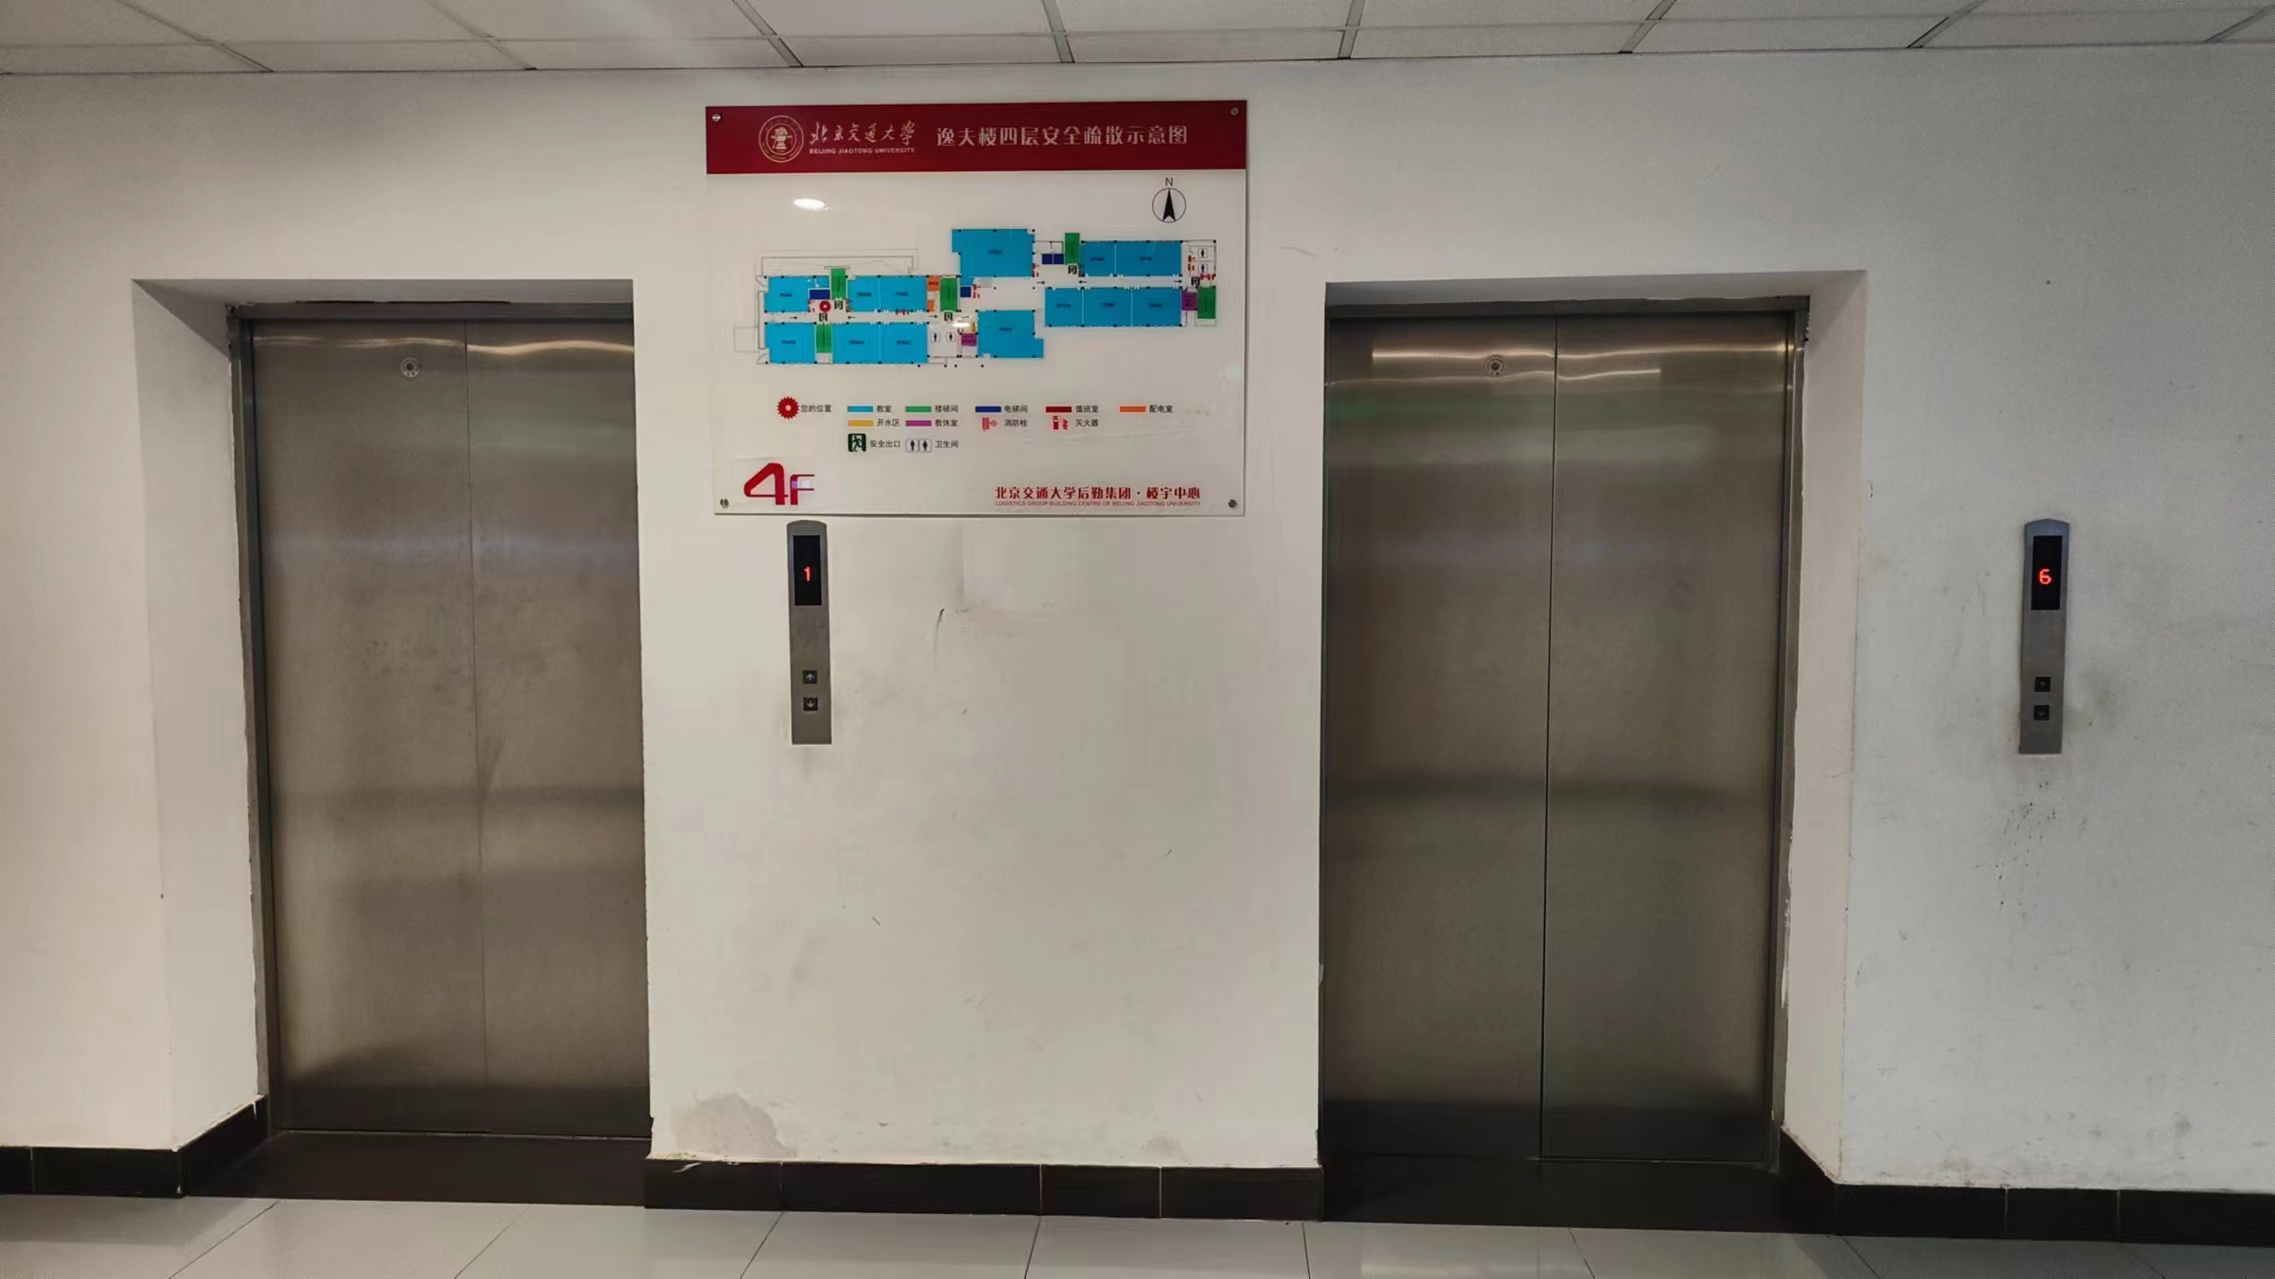 北京交通大学 逸夫楼四层安全疏散示意图
BEIJING JIAOTONG UNIVERSITY
N
您的位置 教室 楼梯间 电梯间 值班室 配电室
开水区 教休室 消防栓 灭火器
安全出口 卫生间
4F
北京交通大学后勤集团·楼宇中心
LOGISTICS GROUP BUILDING CENTRE OF BEIJING JIAOTONG UNIVERSITY
1
6